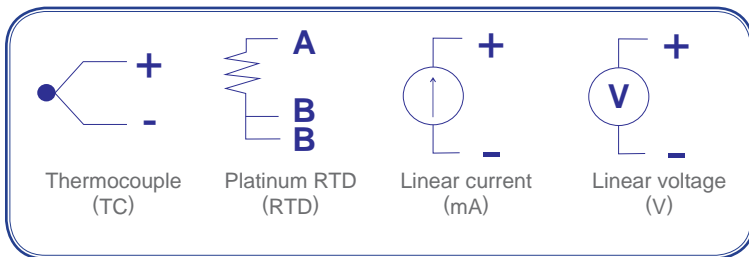 + A + +
- B V
B - -
Thermocouple Platinum RTD Linear current Linear voltage
(TC) (RTD) (mA) (V)